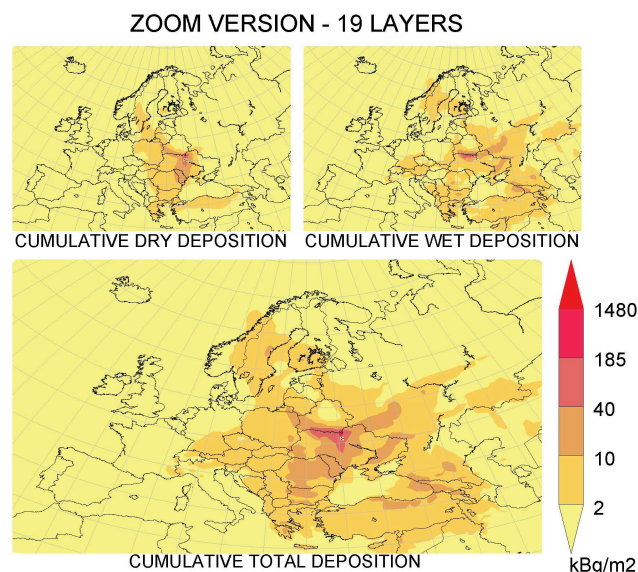 ZOOM VERSION - 19 LAYERS
CUMULATIVE DRY DEPOSITION
CUMULATIVE WET DEPOSITION
1480
185
40
10
2
kBq/m2
CUMULATIVE TOTAL DEPOSITION